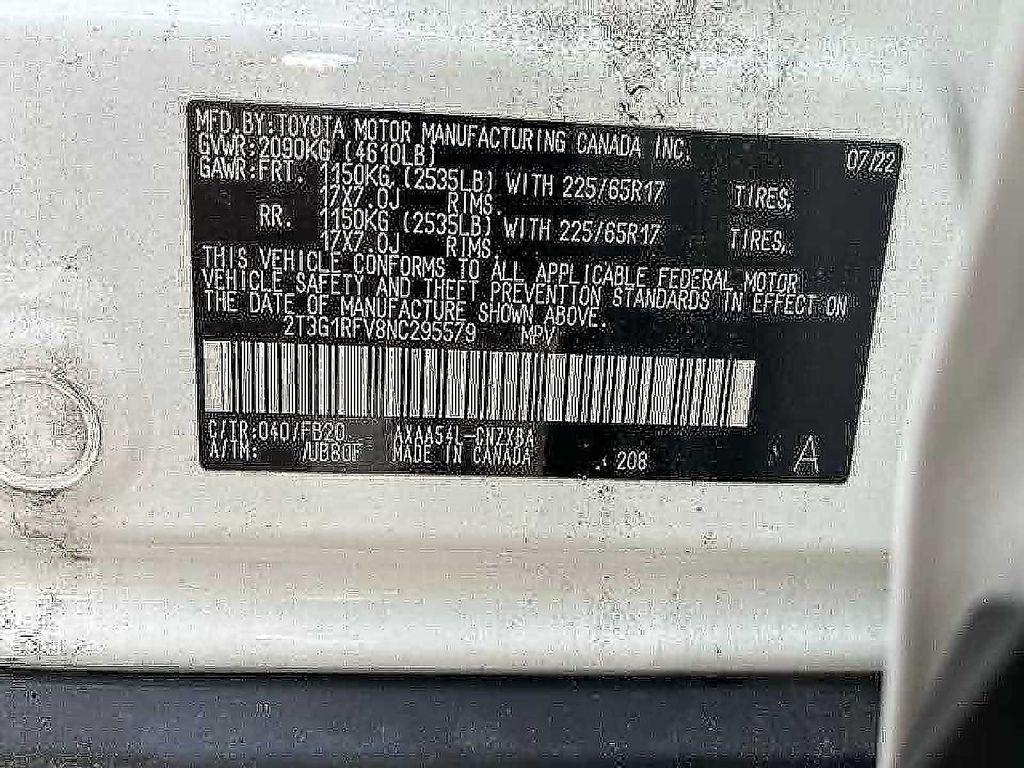 MFD. BY: TOYOTA MOTOR MANUFACTURING CANADA INC. 07/22
GVWR: 2090KG (4610LB)
GAWR: FRT. 1150KG (2535LB) WITH 225/65R17 TIRES,
17X7.0J RIMS.
RR. 1150KG (2535LB) WITH 225/65R17 TIRES,
17X7.0J RIMS.
THIS VEHICLE CONFORMS TO ALL APPLICABLE FEDERAL MOTOR
VEHICLE SAFETY AND THEFT PREVENTION STANDARDS IN EFFECT ON
THE DATE OF MANUFACTURE SHOWN ABOVE.
2T3G1RFV8NC295579 MPV
C/TR: 040/FB20
A/TM: MADE IN CANADA 208 A